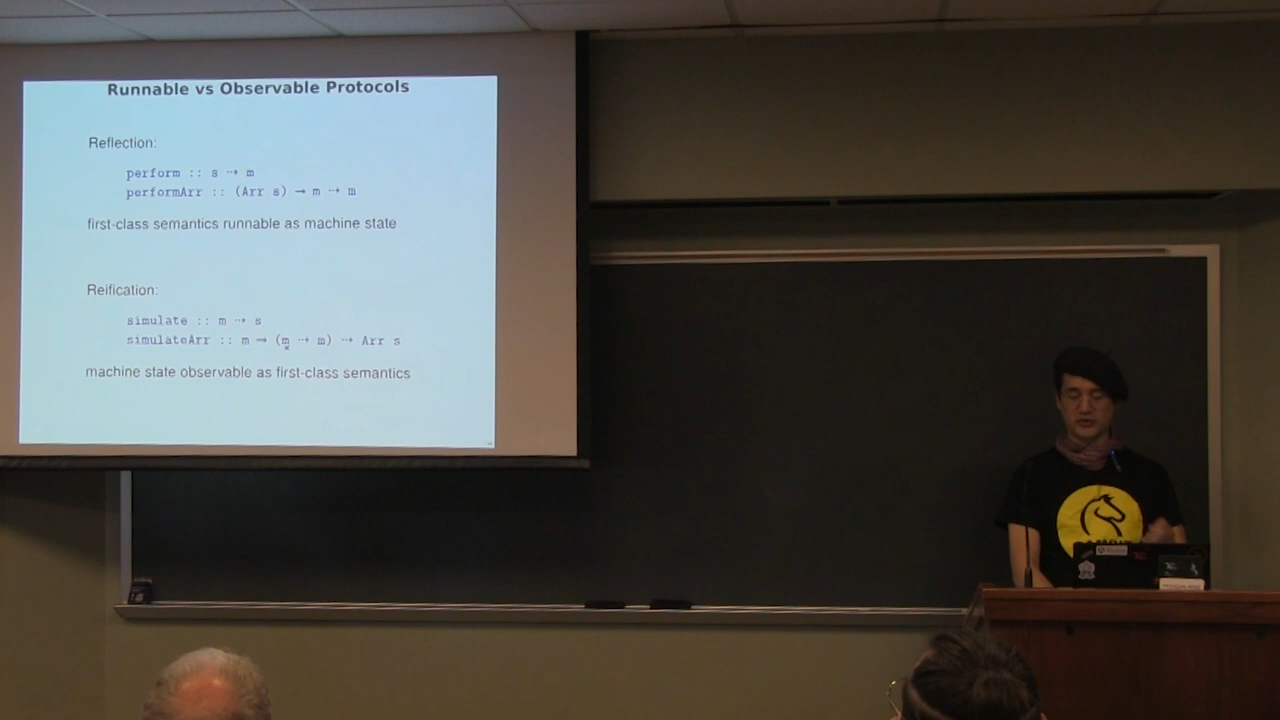 Runnable vs Observable Protocols
Reflection:
perform :: s ⇢ m
performArr :: (Arr s) → m ⇢ m
first-class semantics runnable as machine state
Reification:
simulate :: m ⇢ s
simulateArr :: m → (m ⇢ m) ⇢ Arr s
machine state observable as first-class semantics